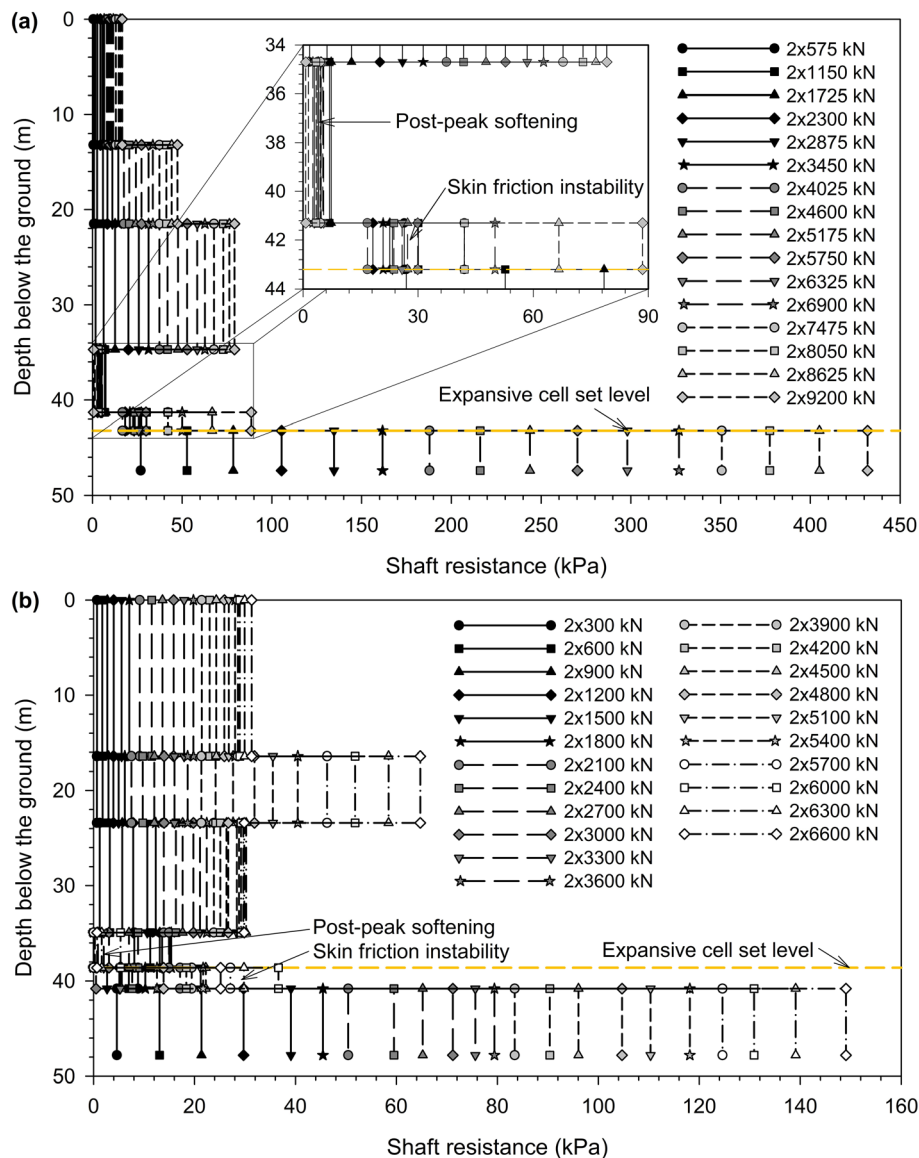 (a)
0
10
20
30
40
50
Depth below the ground (m)
0 50 100 150 200 250 300 350 400 450
Shaft resistance (kPa)
34
36
38
40
42
44
0 30 60 90
Post-peak softening
Skin friction instability
Expansive cell set level
2x575 kN
2x1150 kN
2x1725 kN
2x2300 kN
2x2875 kN
2x3450 kN
2x4025 kN
2x4600 kN
2x5175 kN
2x5750 kN
2x6325 kN
2x6900 kN
2x7475 kN
2x8050 kN
2x8625 kN
2x9200 kN
(b)
0
10
20
30
40
50
Depth below the ground (m)
0 20 40 60 80 100 120 140 160
Shaft resistance (kPa)
Post-peak softening
Skin friction instability
Expansive cell set level
2x300 kN
2x600 kN
2x900 kN
2x1200 kN
2x1500 kN
2x1800 kN
2x2100 kN
2x2400 kN
2x2700 kN
2x3000 kN
2x3300 kN
2x3600 kN
2x3900 kN
2x4200 kN
2x4500 kN
2x4800 kN
2x5100 kN
2x5400 kN
2x5700 kN
2x6000 kN
2x6300 kN
2x6600 kN